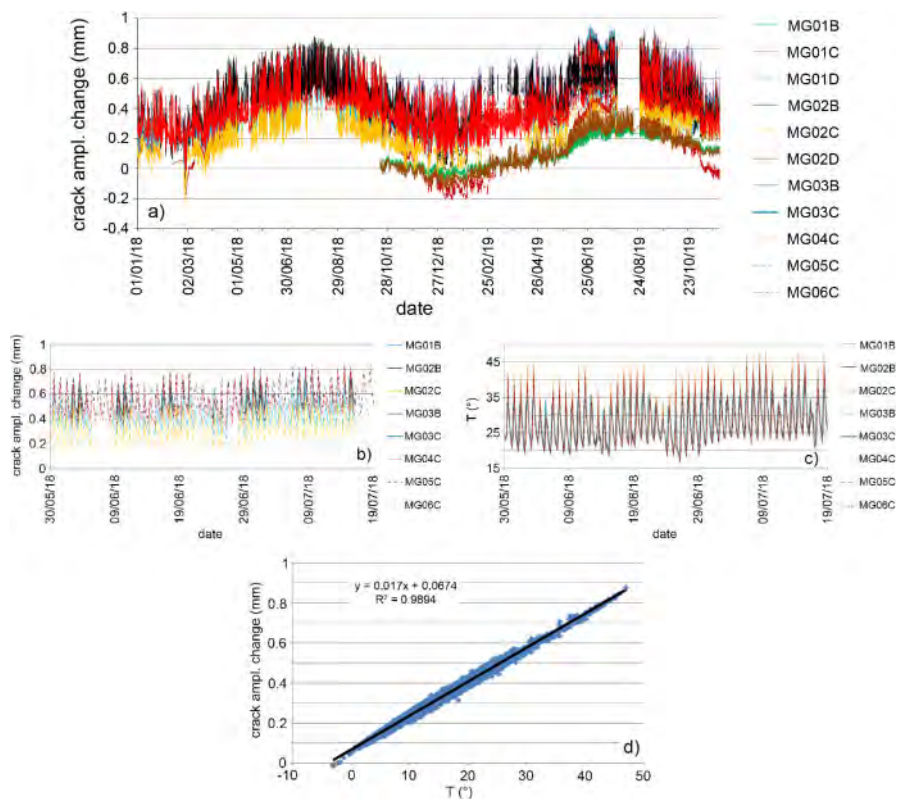 1
0.8
0.6
0.4
0.2
0
-0.2
-0.4
crack ampl. change (mm)
a)
01/01/18
02/03/18
01/05/18
30/06/18
29/08/18
28/10/18
27/12/18
25/02/19
26/04/19
25/06/19
24/08/19
23/10/19
date
MG01B
MG01C
MG01D
MG02B
MG02C
MG02D
MG03B
MG03C
MG04C
MG05C
MG06C
1
0.8
0.6
0.4
0.2
0
crack ampl. change (mm)
b)
30/05/18
09/06/18
19/06/18
29/06/18
09/07/18
19/07/18
date
MG01B
MG02B
MG02C
MG03B
MG03C
MG04C
MG05C
MG06C
45
35
25
15
T (°)
c)
30/05/18
09/06/18
19/06/18
29/06/18
09/07/18
19/07/18
date
MG01B
MG02B
MG02C
MG03B
MG03C
MG04C
MG05C
MG06C
1
0.8
0.6
0.4
0.2
0
crack ampl. change (mm)
y = 0.017x + 0.0674
R² = 0.9894
d)
-10
0
10
20
30
40
50
T (°)